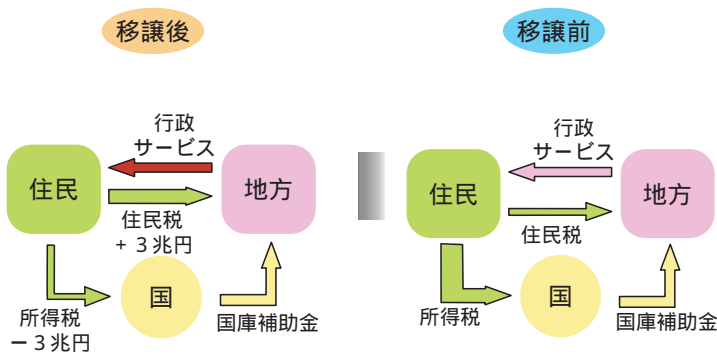 移譲後
行政
サービス
住民
地方
住民税
+ 3兆円
国
所得税
ー 3兆円
国庫補助金
移譲前
行政
サービス
住民
地方
住民税
国
所得税
国庫補助金